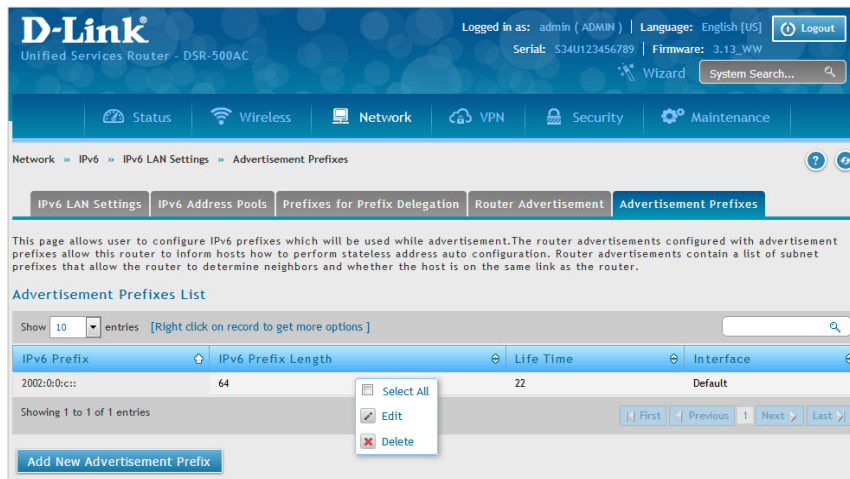 D-Link®
Logged in as: admin ( ADMIN ) | Language: English [US] Logout
Unified Services Router - DSR-500AC
Serial: S34U123456789 | Firmware: 3.13_WW
Wizard System Search...
Status Wireless Network VPN Security Maintenance
Network » IPv6 » IPv6 LAN Settings » Advertisement Prefixes ?
IPv6 LAN Settings IPv6 Address Pools Prefixes for Prefix Delegation Router Advertisement Advertisement Prefixes
This page allows user to configure IPv6 prefixes which will be used while advertisement.The router advertisements configured with advertisement
prefixes allow this router to inform hosts how to perform stateless address auto configuration. Router advertisements contain a list of subnet
prefixes that allow the router to determine neighbors and whether the host is on the same link as the router.
Advertisement Prefixes List
Show 10 entries [Right click on record to get more options ]
IPv6 Prefix IPv6 Prefix Length Life Time Interface
2002:0:0:c:: 64 22 Default
Select All
Edit
Delete
Showing 1 to 1 of 1 entries First Previous 1 Next Last
Add New Advertisement Prefix